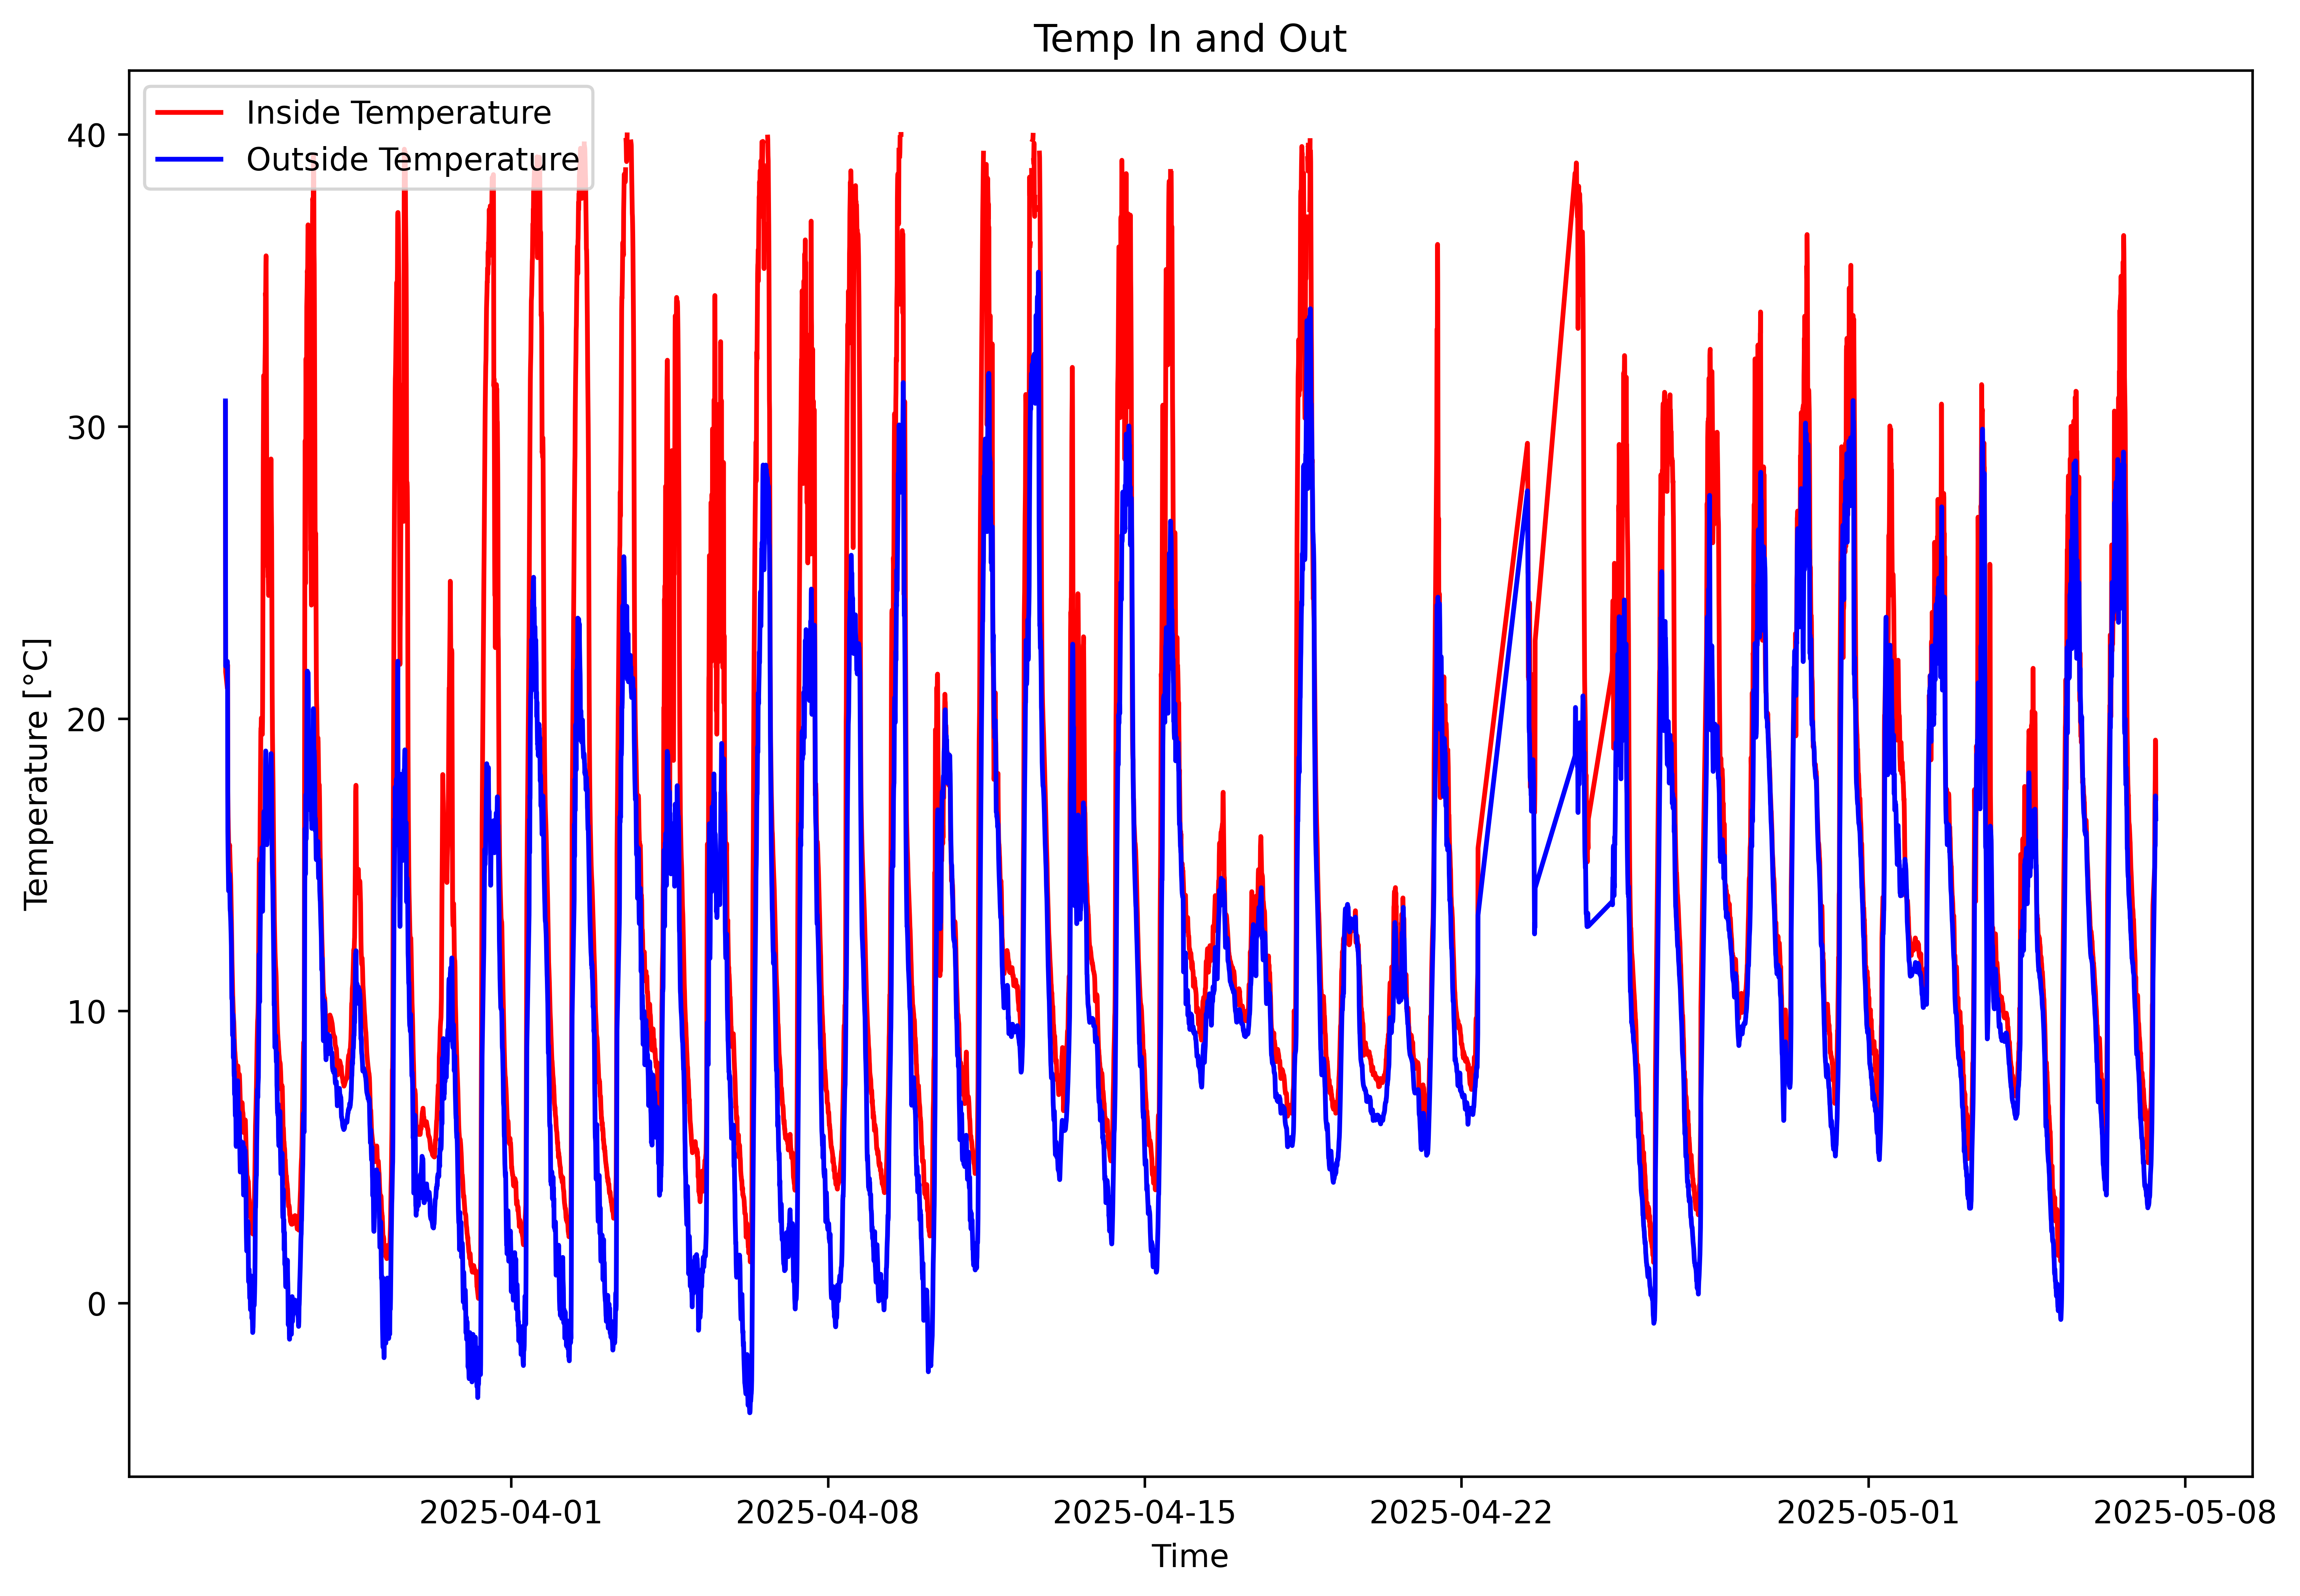 Temp In and Out
Inside Temperature
Outside Temperature
Temperature [°C]
40
30
20
10
0
2025-04-01
2025-04-08
2025-04-15
2025-04-22
2025-05-01
2025-05-08
Time